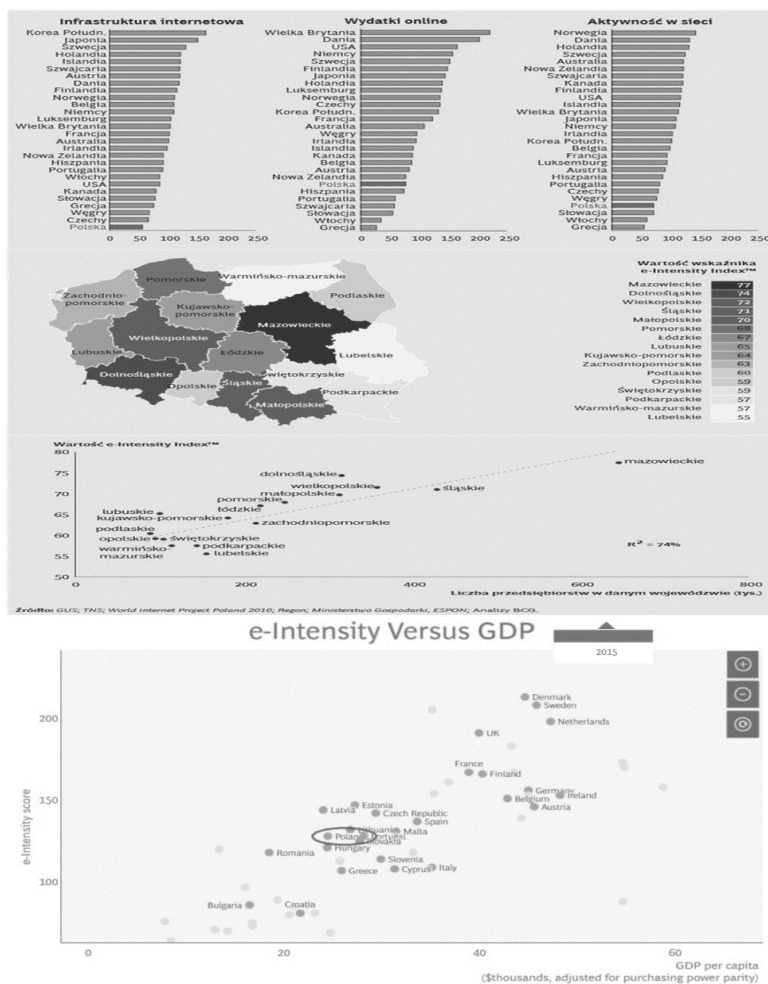 Infrastruktura internetowa
Korea Połudn.
Japonia
Szwecja
Holandia
Islandia
Szwajcaria
Austria
Dania
Finlandia
Norwegia
Belgia
Niemcy
Luksemburg
Wielka Brytania
Francja
Australia
Irlandia
Nowa Zelandia
Hiszpania
Portugalia
Włochy
USA
Kanada
Słowacja
Grecja
Węgry
Czechy
Polska
0 50 100 150 200 250
Wydatki online
Wielka Brytania
Dania
USA
Niemcy
Szwecja
Finlandia
Japonia
Holandia
Luksemburg
Norwegia
Czechy
Korea Połudn.
Francja
Australia
Węgry
Irlandia
Islandia
Kanada
Belgia
Austria
Nowa Zelandia
Polska
Hiszpania
Portugalia
Szwajcaria
Słowacja
Włochy
Grecja
0 50 100 150 200 250
Aktywność w sieci
Norwegia
Dania
Holandia
Szwecja
Australia
Nowa Zelandia
Szwajcaria
Kanada
Finlandia
USA
Islandia
Wielka Brytania
Japonia
Niemcy
Irlandia
Korea Połudn.
Belgia
Francja
Luksemburg
Austria
Hiszpania
Portugalia
Czechy
Węgry
Polska
Słowacja
Włochy
Grecja
0 50 100 150 200 250
Pomorskie
Warmińsko-mazurskie
Zachodnio-
pomorskie
Podlaskie
Kujawsko-
pomorskie
Mazowieckie
Wielkopolskie
Lubuskie
Łódzkie
Lubelskie
Dolnośląskie
Opolskie
Śląskie
Świętokrzyskie
Podkarpackie
Małopolskie
Wartość wskaźnika
e-Intensity Index™
Mazowieckie 77
Dolnośląskie 74
Wielkopolskie 72
Śląskie 71
Małopolskie 70
Pomorskie 68
Łódzkie 67
Lubuskie 65
Kujawsko-pomorskie 64
Zachodniopomorskie 63
Podlaskie 60
Opolskie 59
Świętokrzyskie 59
Podkarpackie 57
Warmińsko-mazurskie 57
Lubelskie 55
Wartość e-Intensity Index™
80
75
70
65
60
55
50
mazowieckie
dolnośląskie
wielkopolskie
śląskie
małopolskie
pomorskie
łódzkie
lubuskie
kujawsko-pomorskie
zachodniopomorskie
podlaskie
opolskie
świętokrzyskie
warmińsko-
mazurskie
podkarpackie
lubelskie
R² = 74%
0 200 400 600 800
Liczba przedsiębiorstw w danym wojewódzwie (tys.)
Źródło: GUS; TNS; World Internet Project Poland 2010; Regon; Ministerstwo Gospodarki, ESPON; Analizy BCG.
e-Intensity Versus GDP
2015
e-Intensity score
200
150
100
Denmark
Sweden
Netherlands
UK
France
Finland
Germany
Ireland
Belgium
Austria
Estonia
Latvia
Czech Republic
Spain
Lithuania
Malta
Poland
Portugal
Slovakia
Hungary
Romania
Slovenia
Greece
Cyprus
Italy
Bulgaria
Croatia
0 20 40 60
GDP per capita
($thousands, adjusted for purchasing power parity)